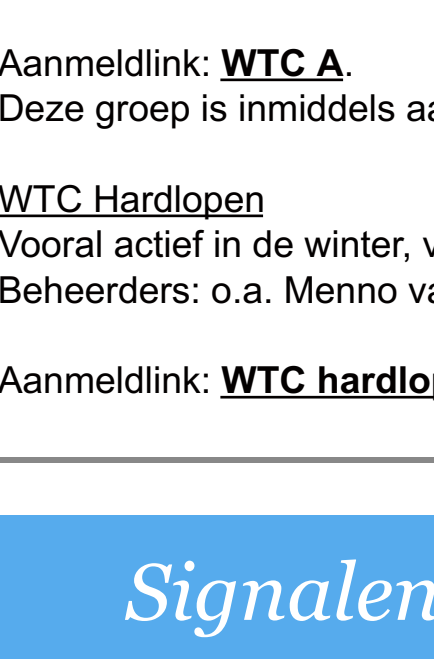 Aanmeldlink: WTC A.
Deze groep is inmiddels
WTC Hardlopen
Vooral actief in de winter,
Beheerders: o.a. Menno
Aanmeldlink: WTC
Signalen